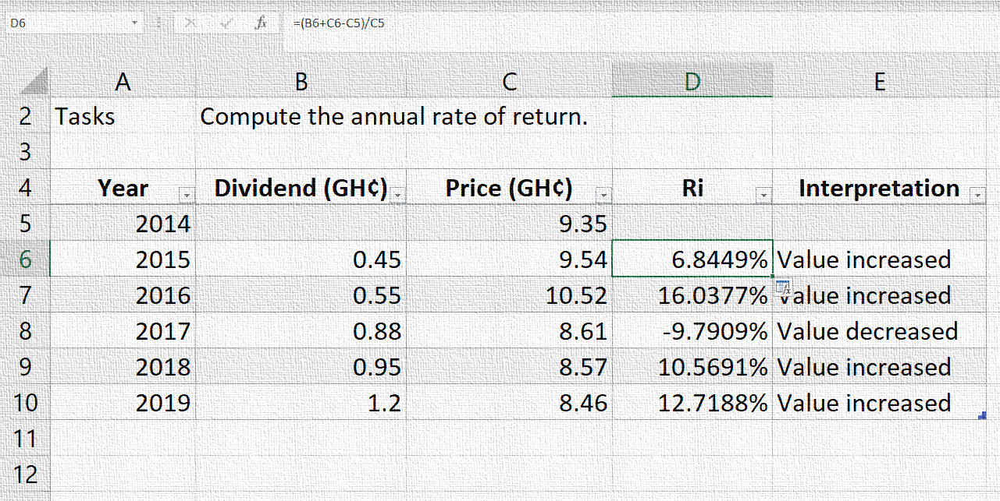 D6 fx =(B6+C6-C5)/C5
A B C D E
2 Tasks Compute the annual rate of return.
3
4 Year Dividend (GH₵) Price (GH₵) Ri Interpretation
5 2014 9.35
6 2015 0.45 9.54 6.8449% Value increased
7 2016 0.55 10.52 16.0377% Value increased
8 2017 0.88 8.61 -9.7909% Value decreased
9 2018 0.95 8.57 10.5691% Value increased
10 2019 1.2 8.46 12.7188% Value increased
11
12